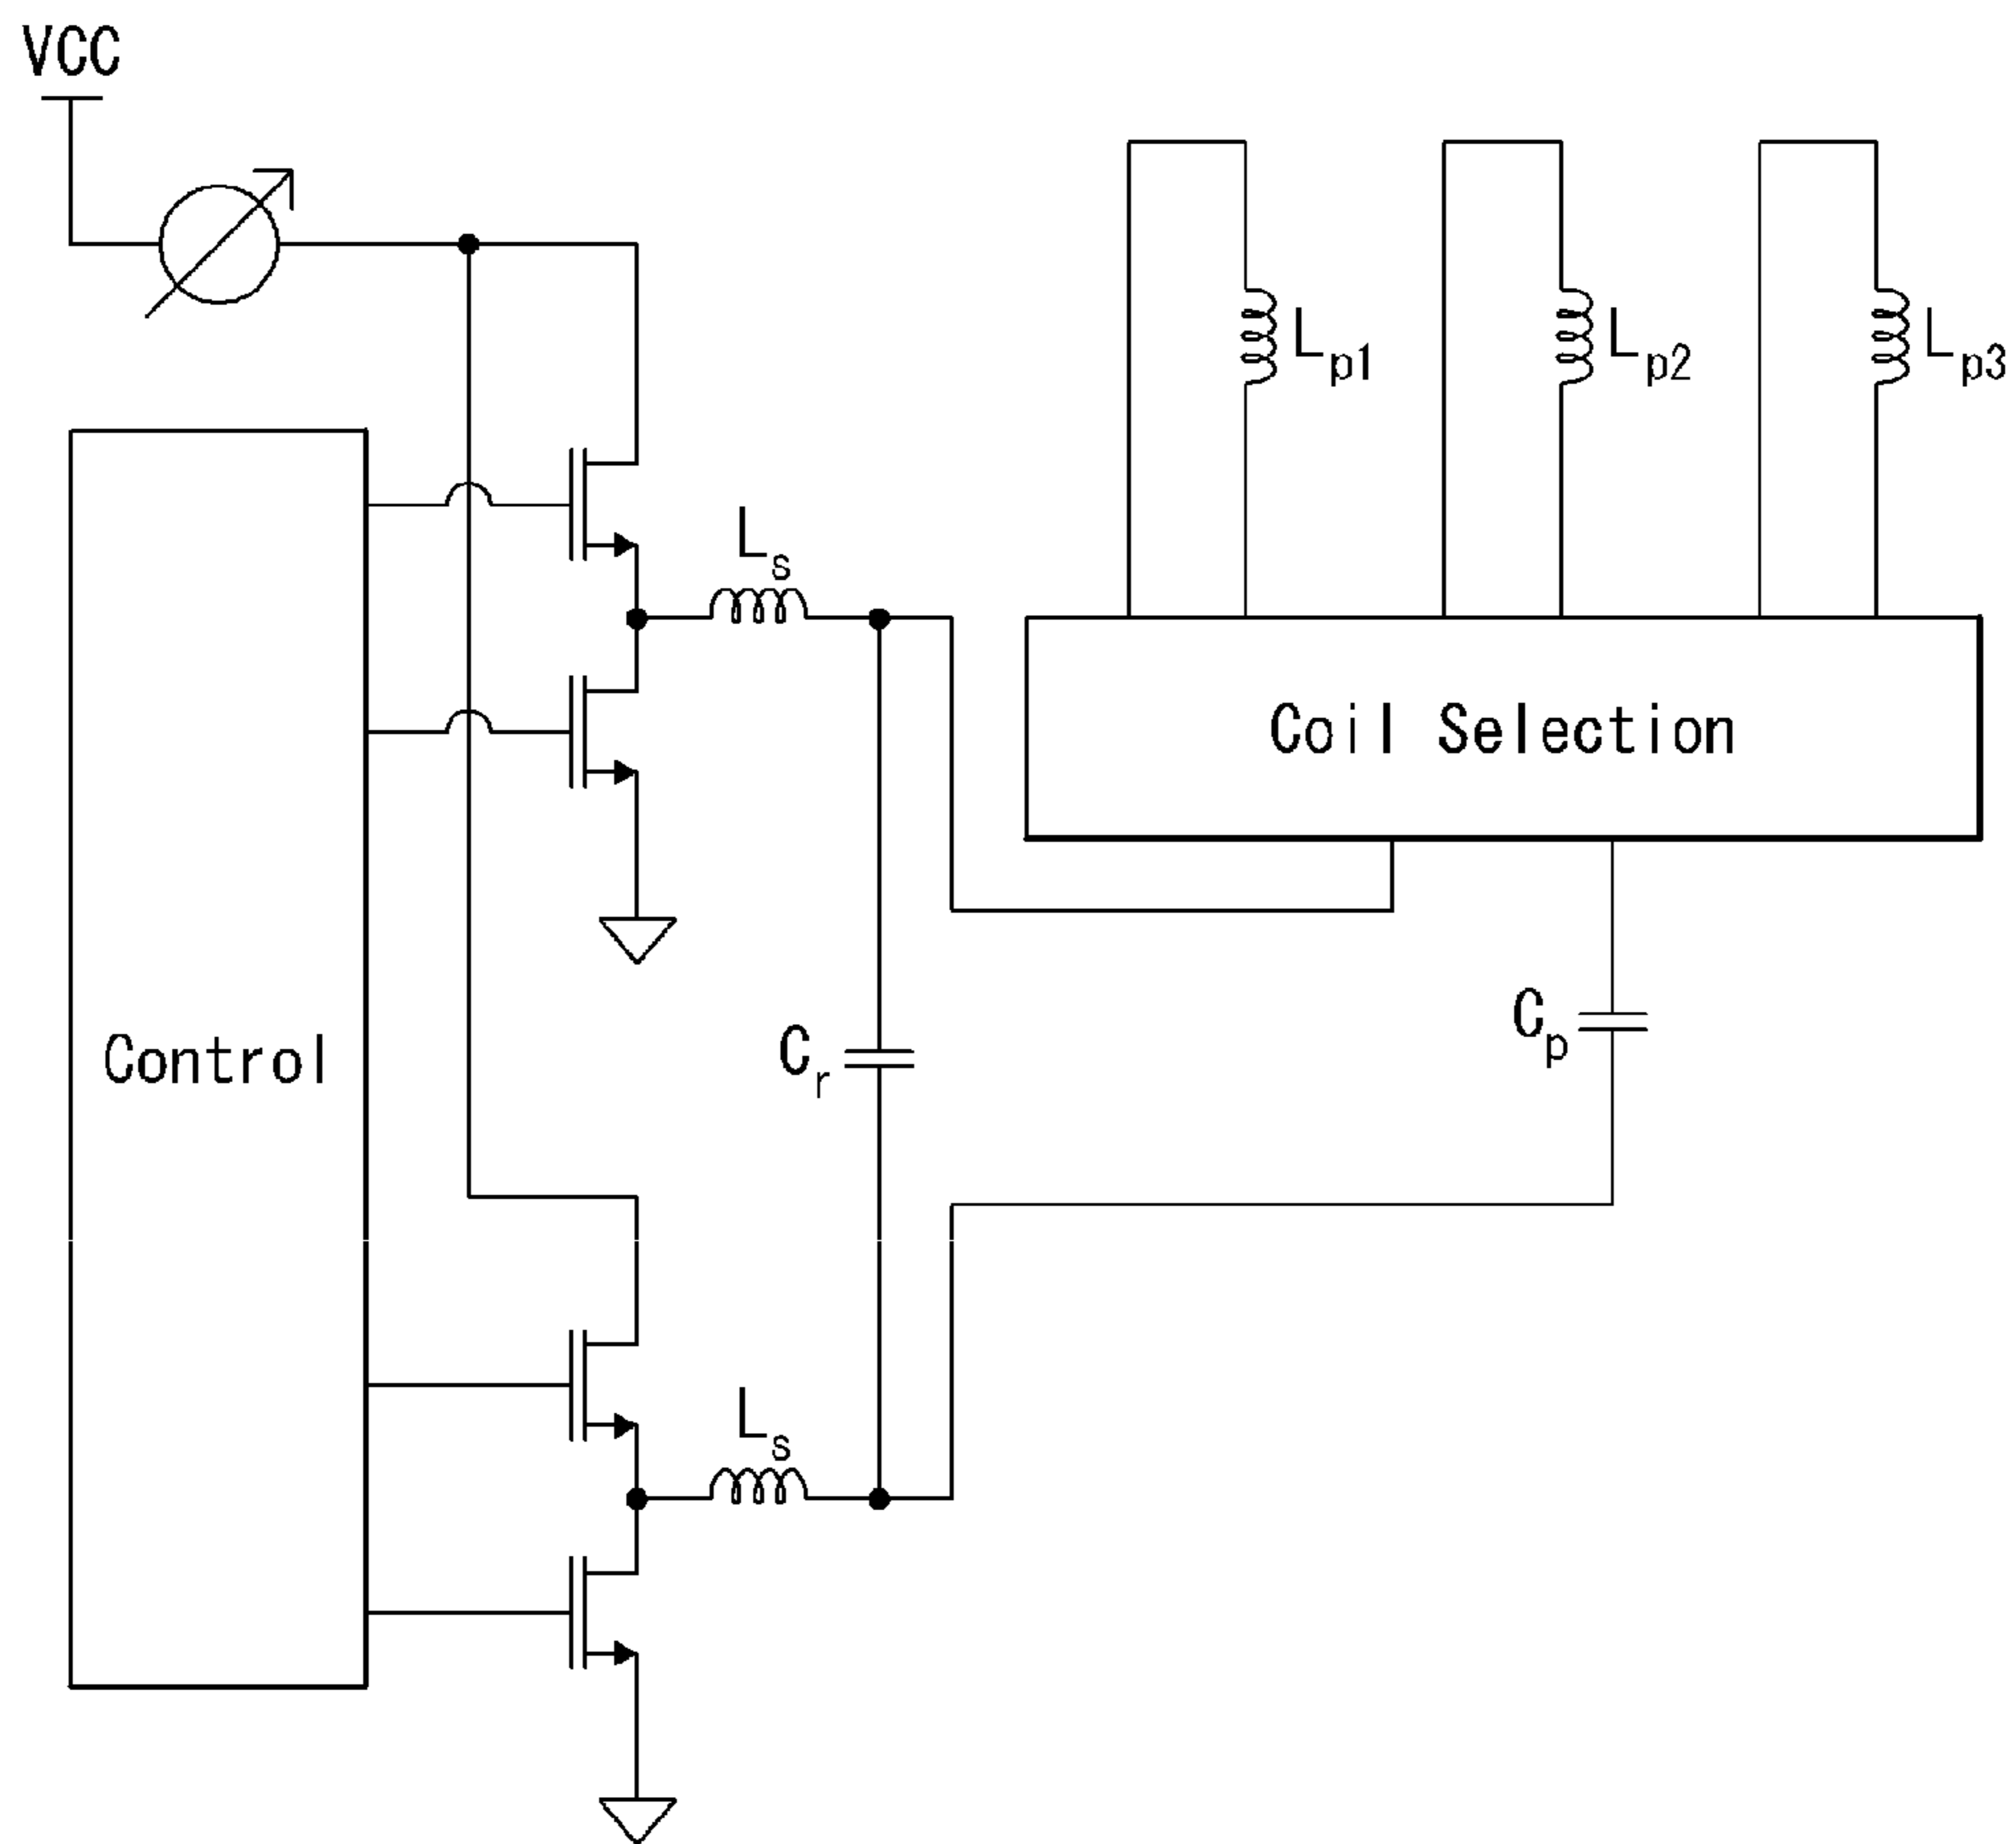 VCC
Lp1
Lp2
Lp3
Ls
Coil Selection
Cp
Control
Cr
Ls